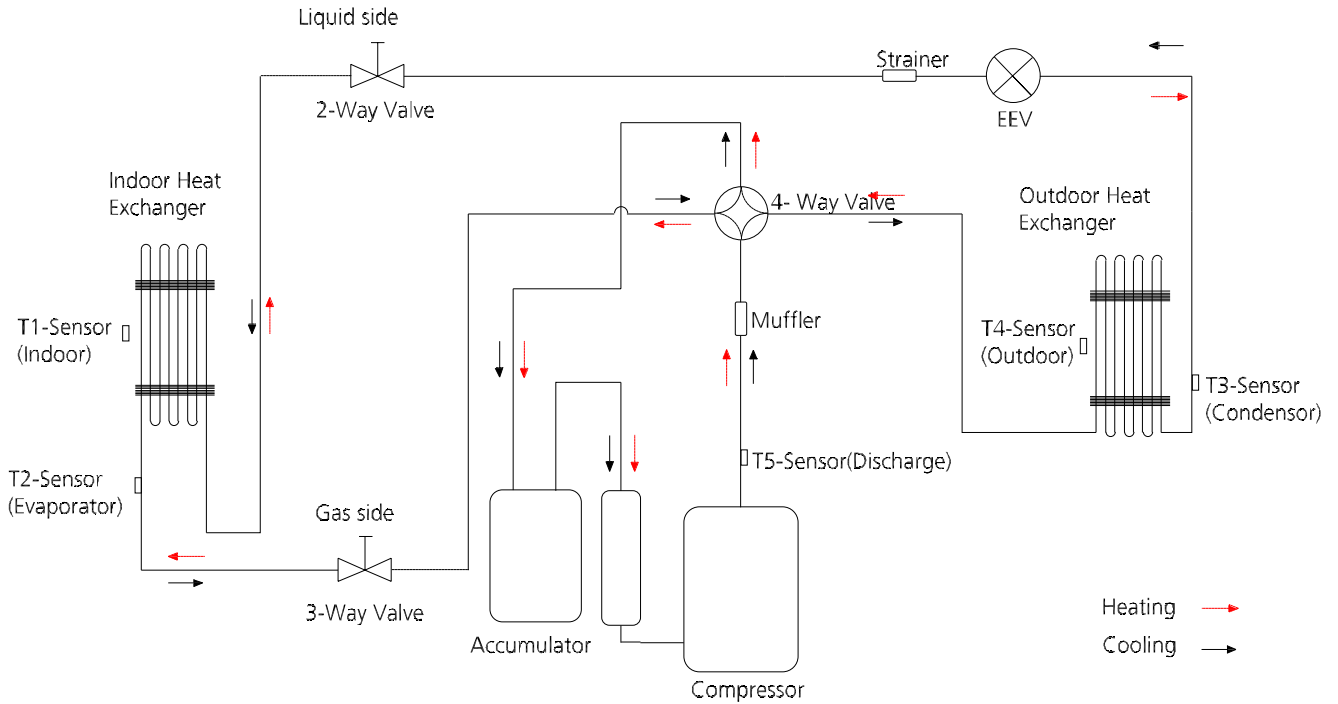 Liquid side
2-Way Valve
Strainer
EEV
Indoor Heat
Exchanger
4- Way Valve
Outdoor Heat
Exchanger
T1-Sensor
(Indoor)
Muffler
T4-Sensor
(Outdoor)
T3-Sensor
(Condensor)
T2-Sensor
(Evaporator)
T5-Sensor(Discharge)
Gas side
3-Way Valve
Accumulator
Compressor
Heating
Cooling